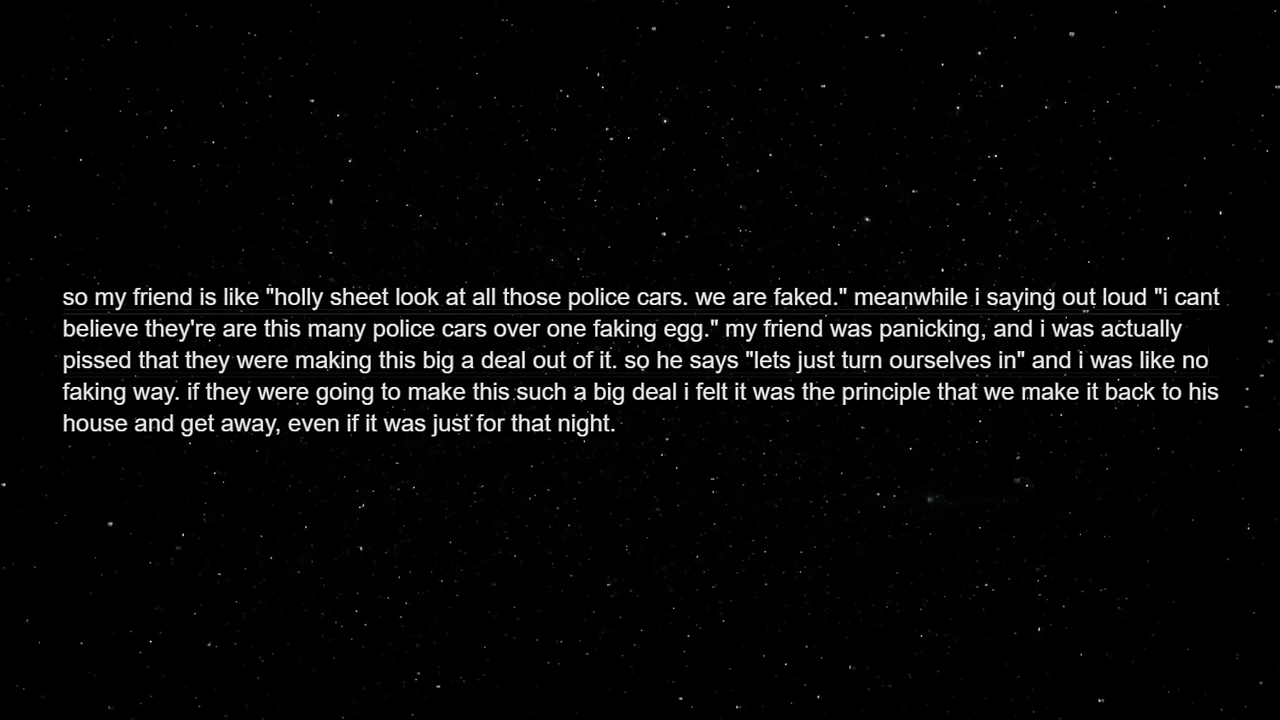 so my friend is like "holly sheet look at all those police cars. we are faked." meanwhile i saying out loud "i cant
believe they're are this many police cars over one faking egg." my friend was panicking, and i was actually
pissed that they were making this big a deal out of it. so he says "lets just turn ourselves in" and i was like no
faking way. if they were going to make this such a big deal i felt it was the principle that we make it back to his
house and get away, even if it was just for that night.